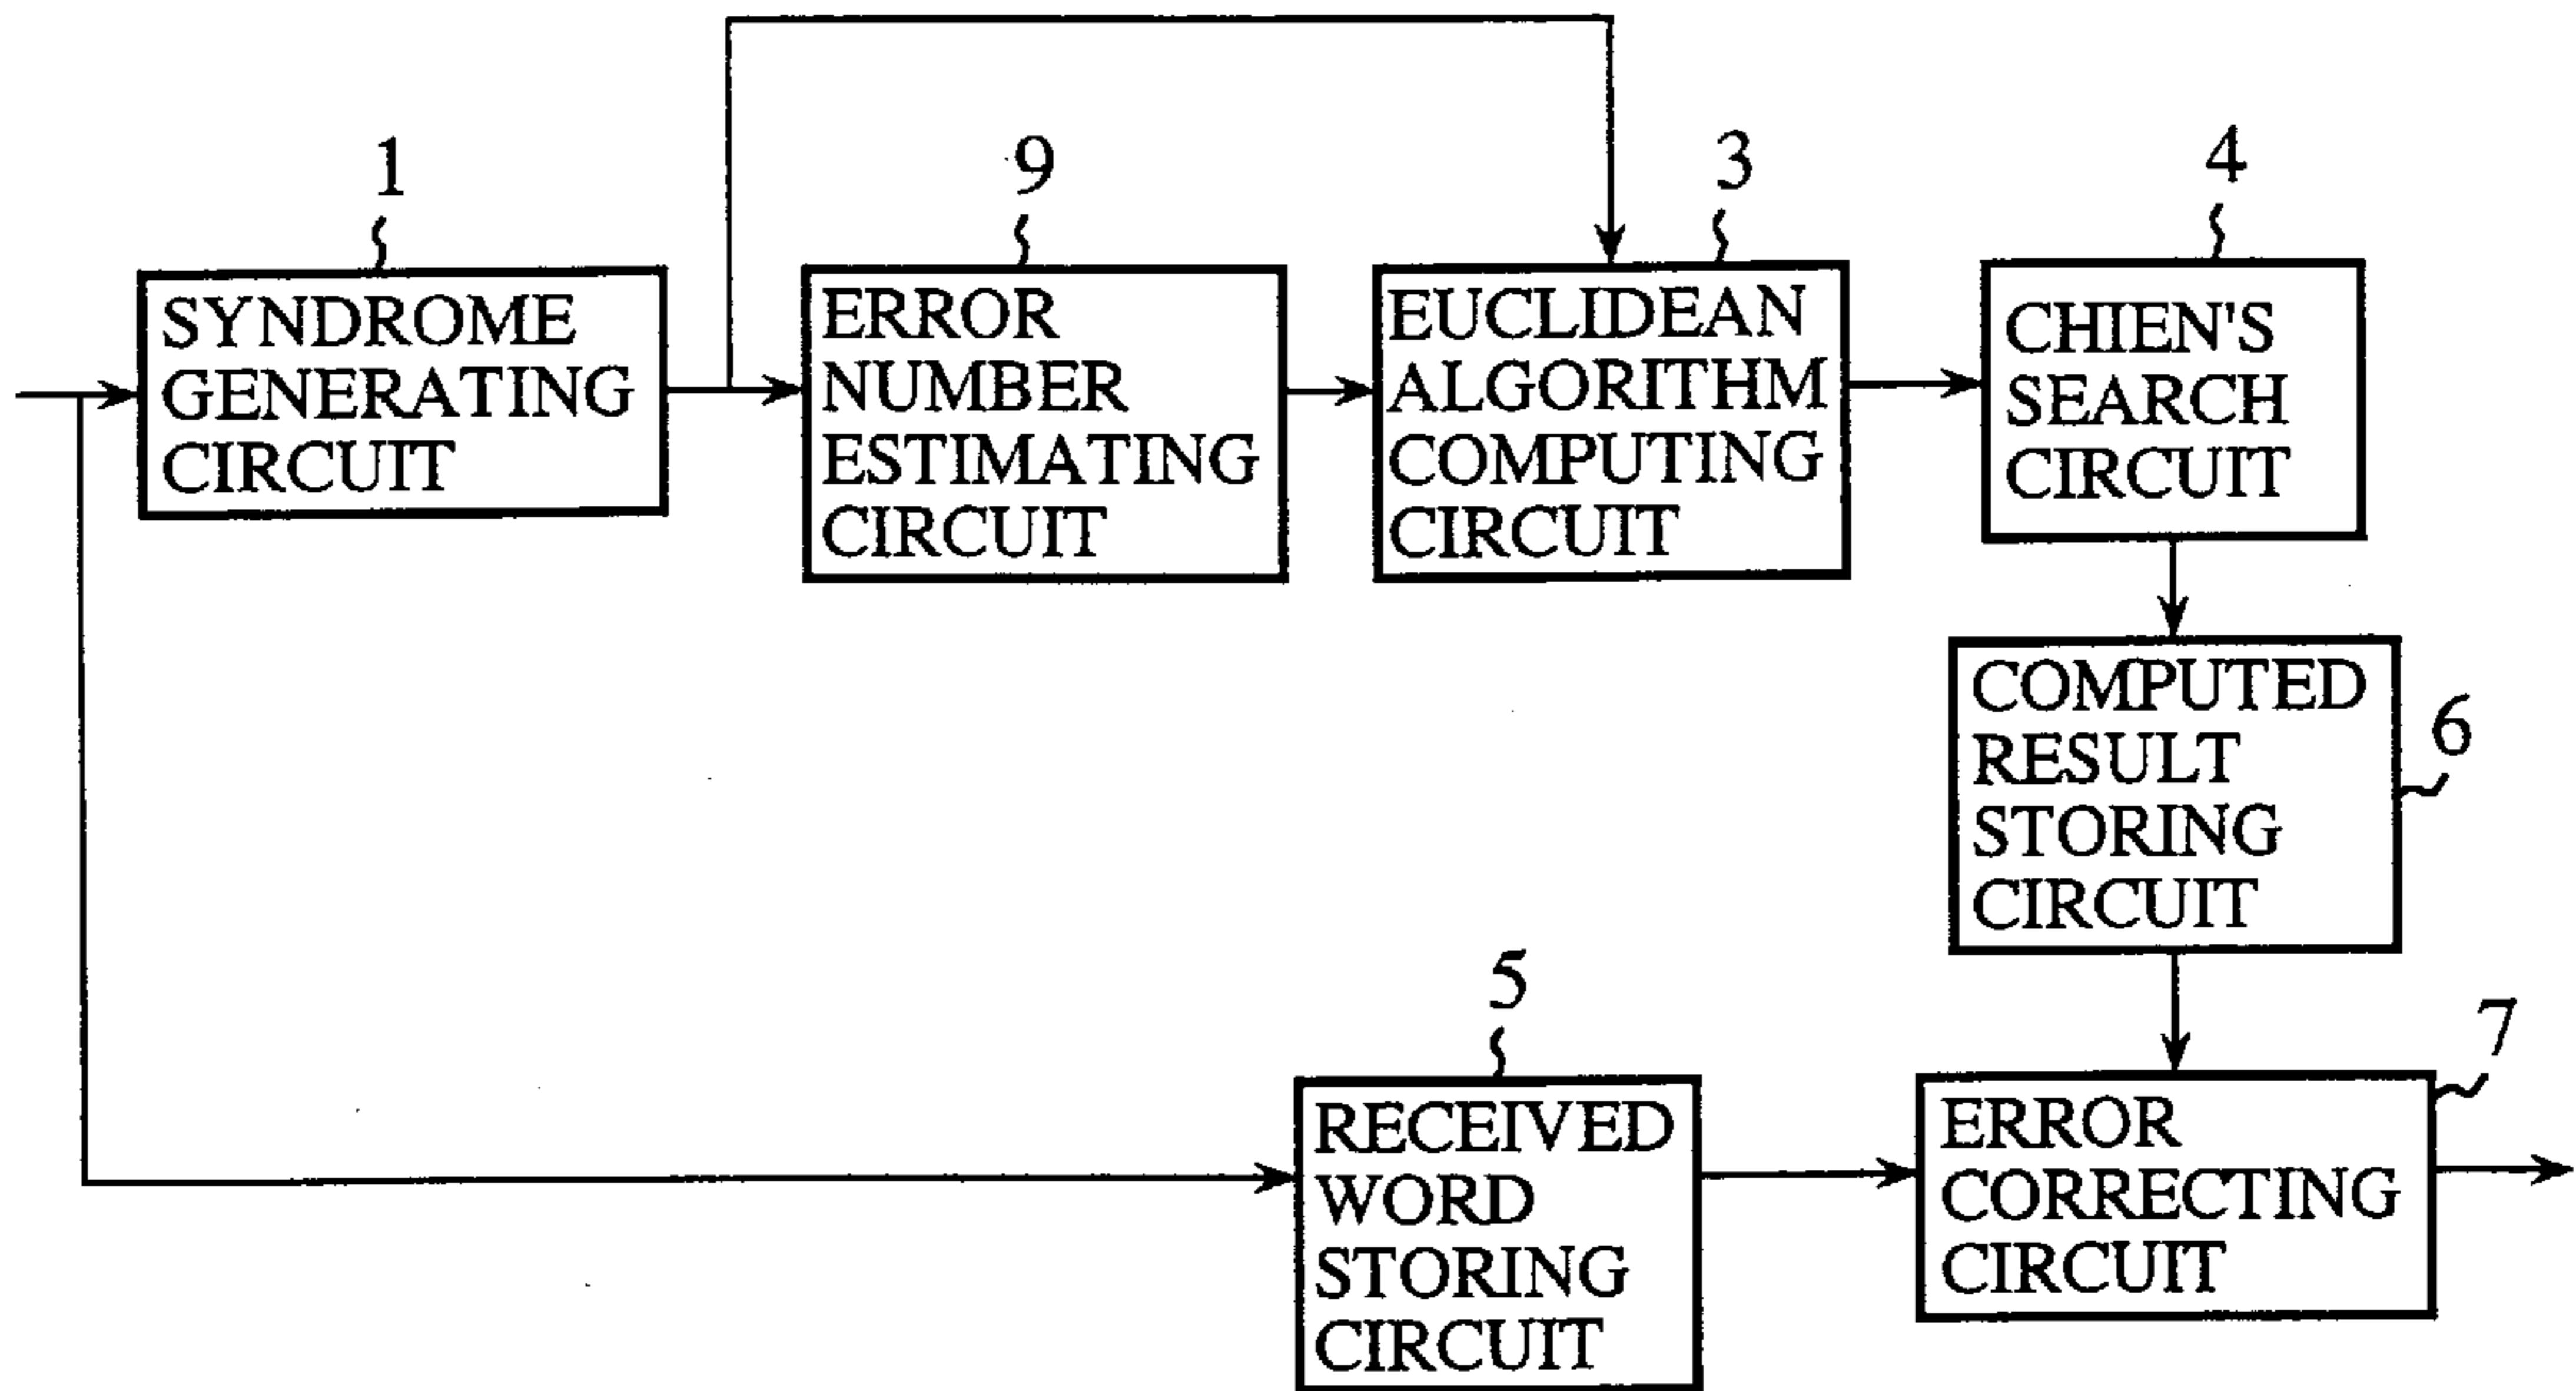 1
SYNDROME
GENERATING
CIRCUIT
9
ERROR
NUMBER
ESTIMATING
CIRCUIT
3
EUCLIDEAN
ALGORITHM
COMPUTING
CIRCUIT
4
CHIEN'S
SEARCH
CIRCUIT
COMPUTED
RESULT
STORING
CIRCUIT
6
5
RECEIVED
WORD
STORING
CIRCUIT
7
ERROR
CORRECTING
CIRCUIT